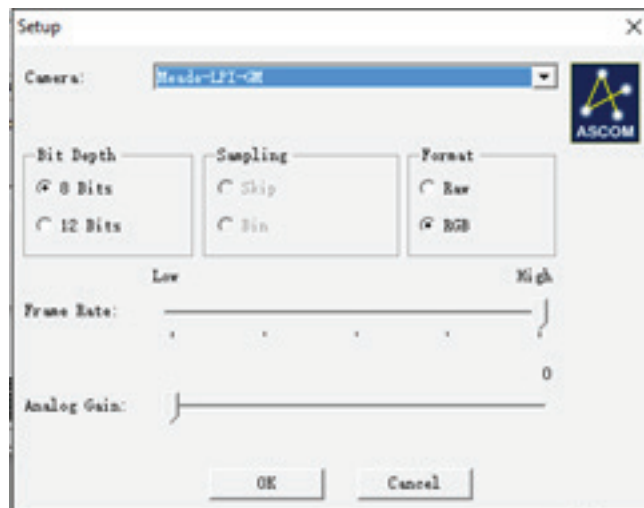 Setup
Camera: Meade-LPI-GM
ASCOM
Bit Depth Sampling Format
8 Bits Skip Raw
12 Bits Bin RGB
Low High
Frame Rate:
0
Analog Gain:
OK Cancel